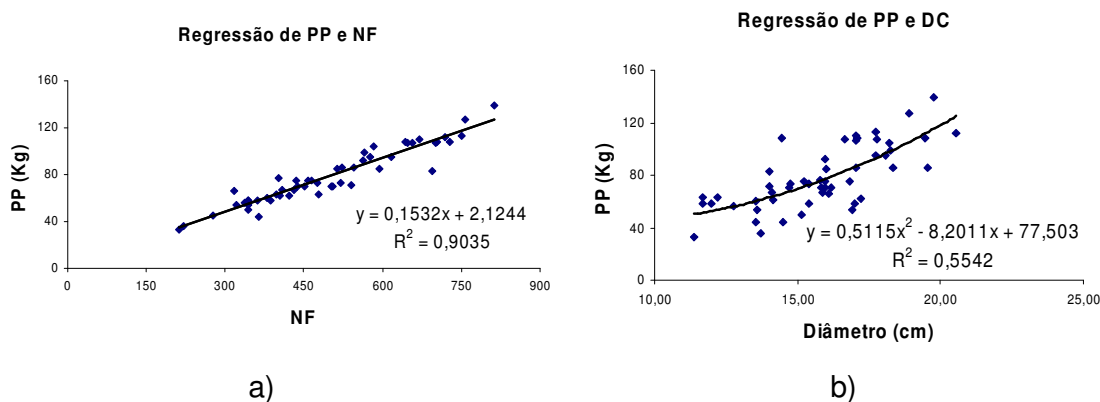 Regressão de PP e NF
160
120
80
40
0
PP (Kg)
0 150 300 450 600 750 900
NF
y = 0,1532x + 2,1244
R² = 0,9035
a)
Regressão de PP e DC
160
120
80
40
0
PP (Kg)
10,00 15,00 20,00 25,00
Diâmetro (cm)
y = 0,5115x² - 8,2011x + 77,503
R² = 0,5542
b)